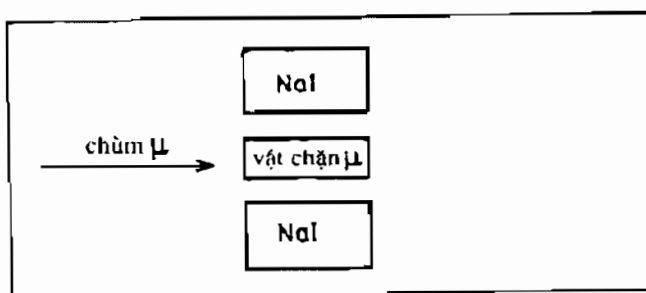 NaI
chùm μ
vật chặn μ
NaI